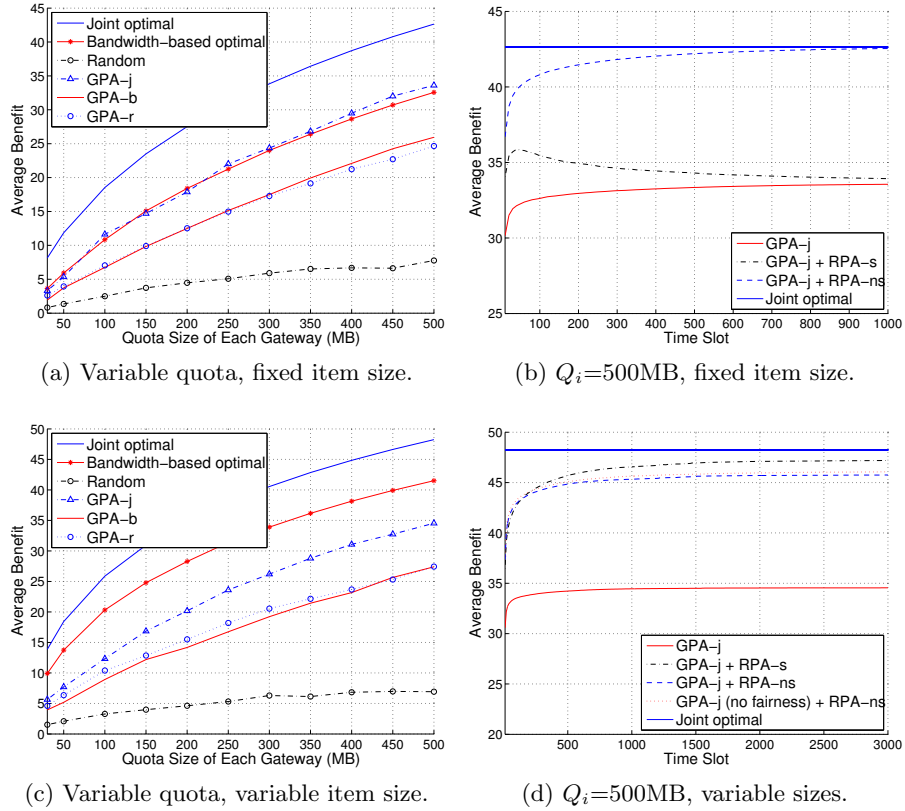 45
40
35
30
25
20
15
10
5
0
Average Benefit
Joint optimal
Bandwidth-based optimal
Random
GPA-j
GPA-b
GPA-r
50 100 150 200 250 300 350 400 450 500
Quota Size of Each Gateway (MB)
(a) Variable quota, fixed item size.
45
40
35
30
25
Average Benefit
GPA-j
GPA-j + RPA-s
GPA-j + RPA-ns
Joint optimal
100 200 300 400 500 600 700 800 900 1000
Time Slot
(b) Qi=500MB, fixed item size.
50
45
40
35
30
25
20
15
10
5
0
Average Benefit
Joint optimal
Bandwidth-based optimal
Random
GPA-j
GPA-b
GPA-r
50 100 150 200 250 300 350 400 450 500
Quota Size of Each Gateway (MB)
(c) Variable quota, variable item size.
50
45
40
35
30
25
20
Average Benefit
GPA-j
GPA-j + RPA-s
GPA-j + RPA-ns
GPA-j (no fairness) + RPA-ns
Joint optimal
500 1000 1500 2000 2500 3000
Time Slot
(d) Qi=500MB, variable sizes.